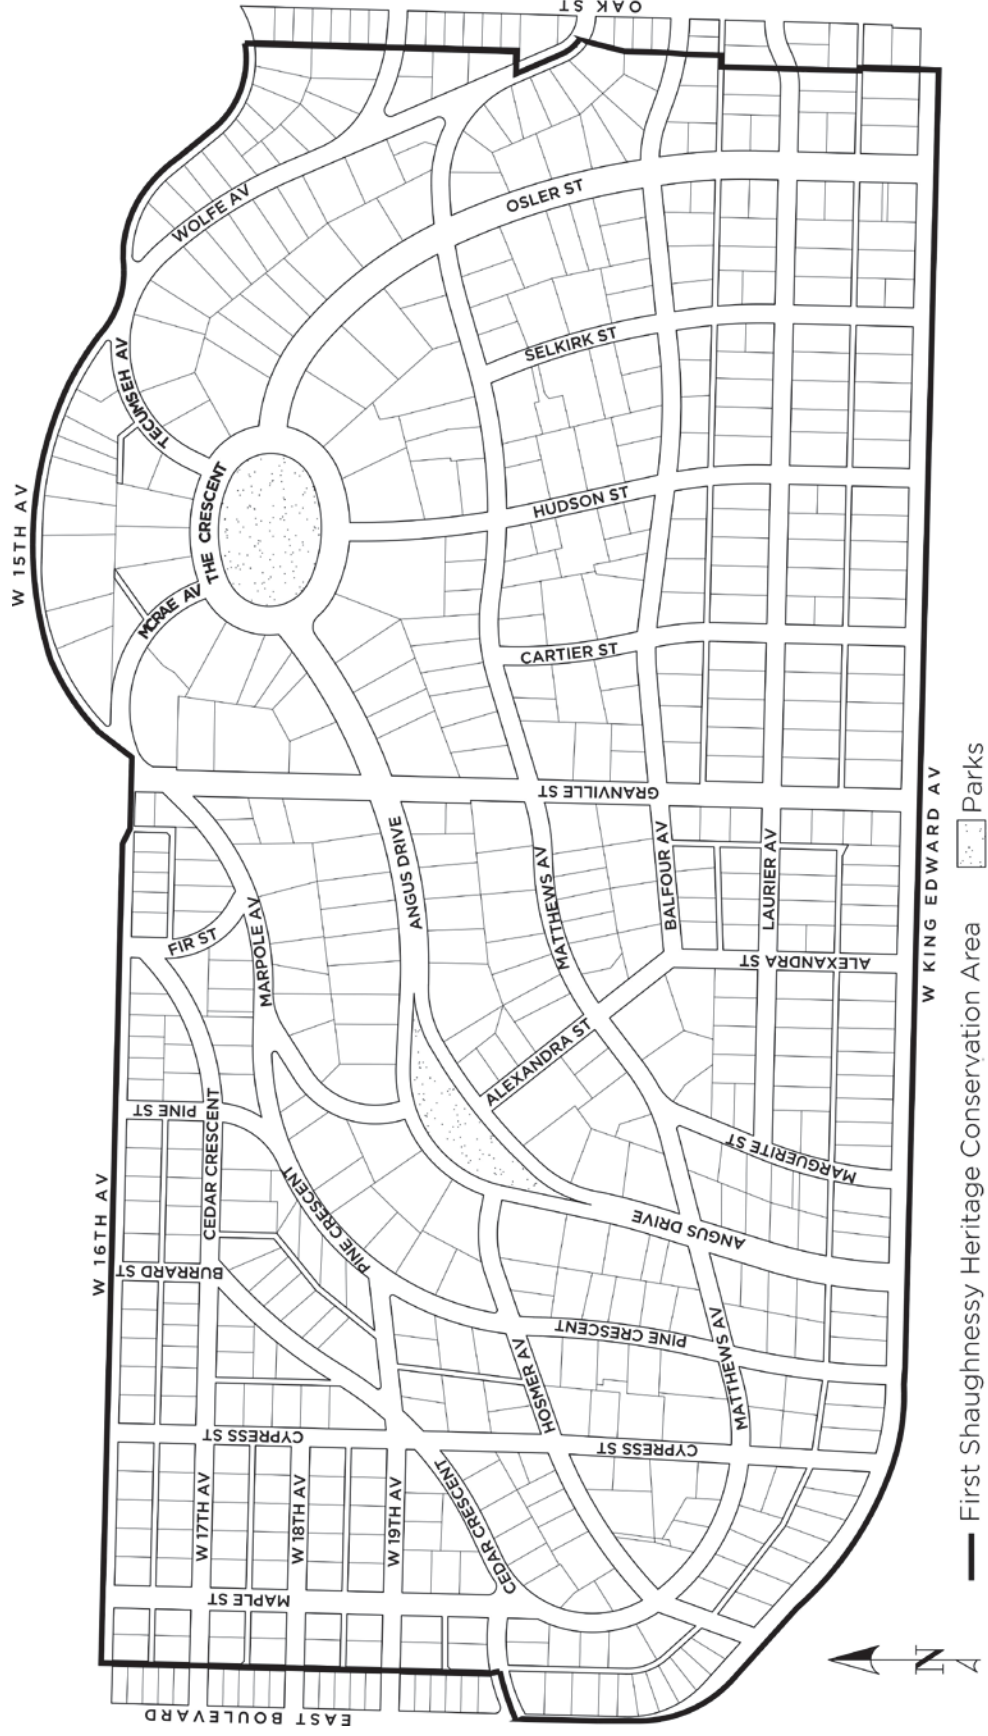 W 15TH AV
OAK ST
WOLFE AV
TECUMSEH AV
THE CRESCENT
MCRAE AV
OSLER ST
SELKIRK ST
HUDSON ST
CARTIER ST
GRANVILLE ST
W 16TH AV
FIR ST
MARPOLE AV
ANGUS DRIVE
MATTHEWS AV
BALFOUR AV
LAURIER AV
ALEXANDRA ST
ALEXANDRA ST
PINE ST
CEDAR CRESCENT
PINE CRESCENT
MARGUERITE ST
ANGUS DRIVE
BURRARD ST
PINE CRESCENT
HOSMER AV
MATTHEWS AV
CYPRESS ST
CYPRESS ST
W 17TH AV
W 18TH AV
W 19TH AV
CEDAR CRESCENT
MAPLE ST
EAST BOULEVARD
W KING EDWARD AV
N
First Shaughnessy Heritage Conservation Area
Parks